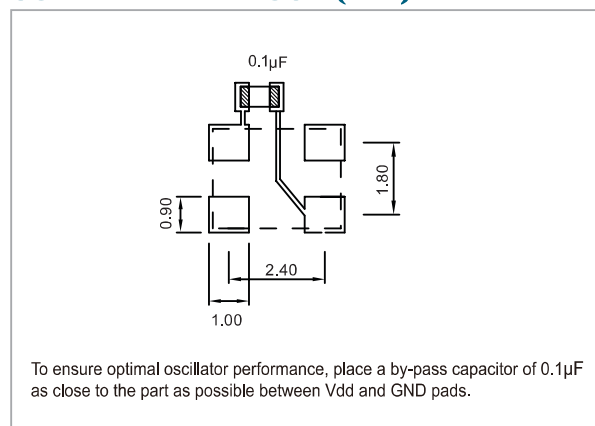 0.1µF
1.80
0.90
2.40
1.00
To ensure optimal oscillator performance, place a by-pass capacitor of 0.1µF
as close to the part as possible between Vdd and GND pads.